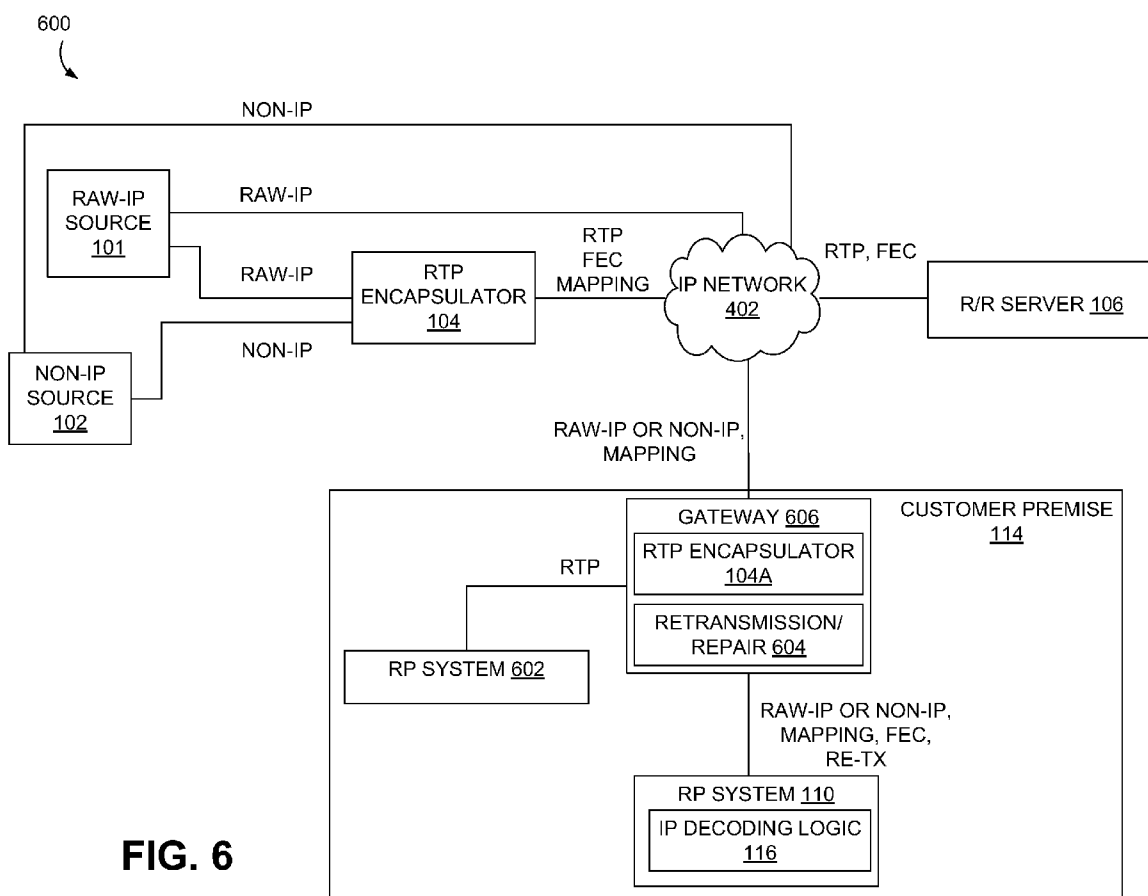 600
NON-IP
RAW-IP
SOURCE
101
RAW-IP
RAW-IP
NON-IP
NON-IP
SOURCE
102
RTP
ENCAPSULATOR
104
RTP
FEC
MAPPING
IP NETWORK
402
RTP, FEC
R/R SERVER 106
RAW-IP OR NON-IP,
MAPPING
CUSTOMER PREMISE
114
GATEWAY 606
RTP ENCAPSULATOR
104A
RETRANSMISSION/
REPAIR 604
RTP
RP SYSTEM 602
RAW-IP OR NON-IP,
MAPPING, FEC,
RE-TX
RP SYSTEM 110
IP DECODING LOGIC
116
FIG. 6